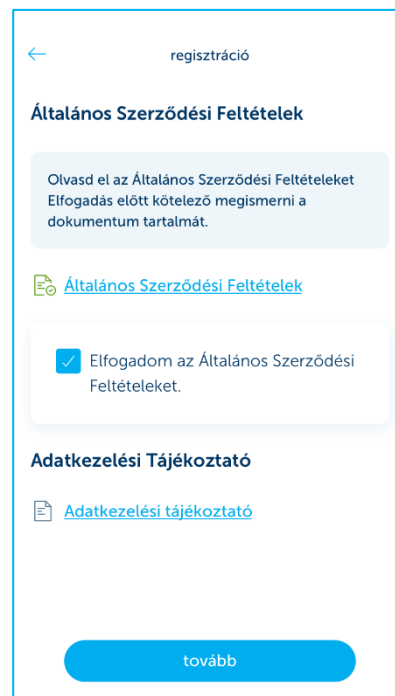 regisztráció
Általános Szerződési Feltételek
Olvasd el az Általános Szerződési Feltételeket
Elfogadás előtt kötelező megismerni a
dokumentum tartalmát.
Általános Szerződési Feltételek
Elfogadom az Általános Szerződési
Feltételeket.
Adatkezelési Tájékoztató
Adatkezelési tájékoztató
tovább